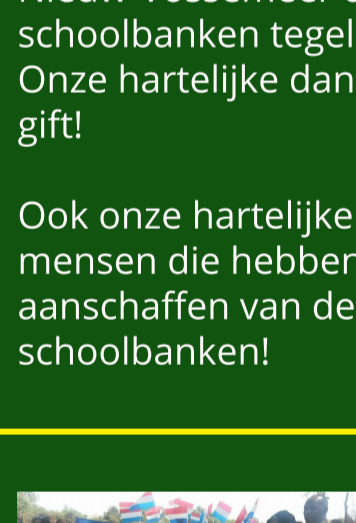 schoolbanken tegel
Onze hartelijke dan
gift!
Ook onze hartelijke
mensen die hebben
aanschaffen van de
schoolbanken!